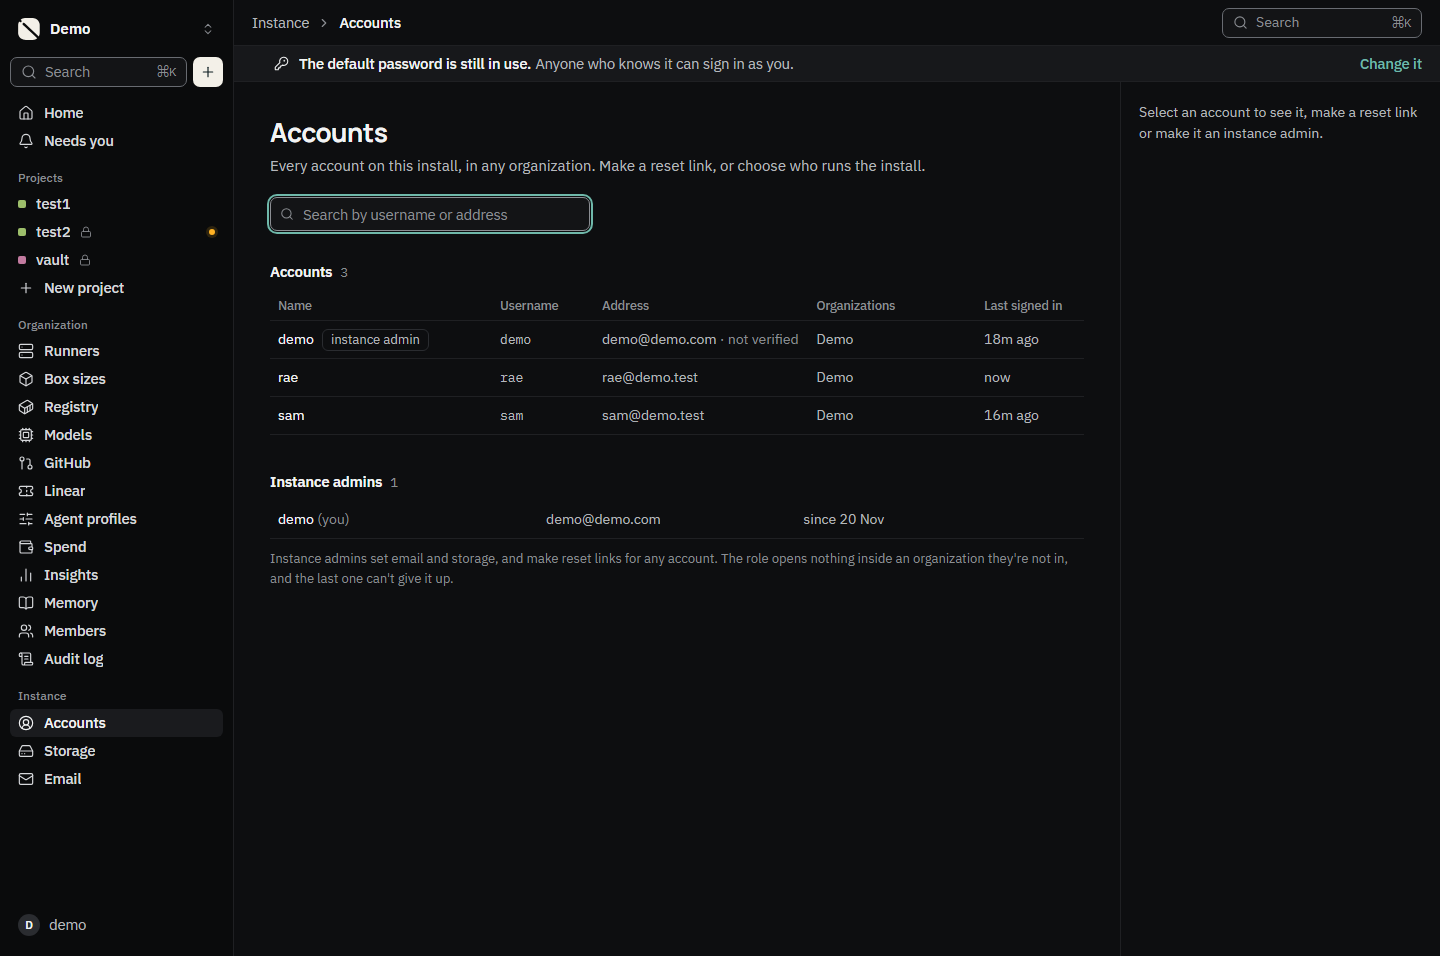 Demo
Search ⌘K
Home
Needs you
Projects
test1
test2
vault
New project
Organization
Runners
Box sizes
Registry
Models
GitHub
Linear
Agent profiles
Spend
Insights
Memory
Members
Audit log
Instance
Accounts
Storage
Email
D demo
Instance > Accounts
Search ⌘K
The default password is still in use. Anyone who knows it can sign in as you. Change it
Accounts
Every account on this install, in any organization. Make a reset link, or choose who runs the install.
Search by username or address
Accounts 3
Name Username Address Organizations Last signed in
demo instance admin demo demo@demo.com · not verified Demo 18m ago
rae rae rae@demo.test Demo now
sam sam sam@demo.test Demo 16m ago
Instance admins 1
demo (you) demo@demo.com since 20 Nov
Instance admins set email and storage, and make reset links for any account. The role opens nothing inside an organization they're not in,
and the last one can't give it up.
Select an account to see it, make a reset link
or make it an instance admin.